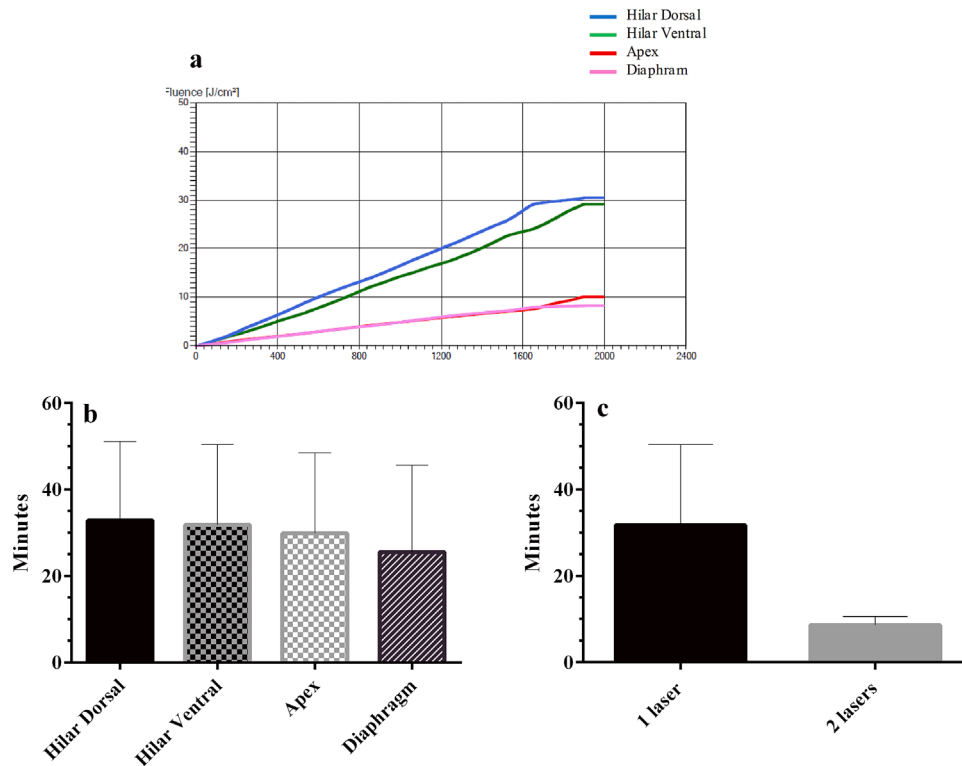 Hilar Dorsal
Hilar Ventral
Apex
Diaphram
a
Fluence [J/cm²]
50
40
30
20
10
0
0 400 800 1200 1600 2000 2400
b
60
40
20
0
Minutes
Hilar Dorsal
Hilar Ventral
Apex
Diaphragm
c
60
40
20
0
Minutes
1 laser
2 lasers